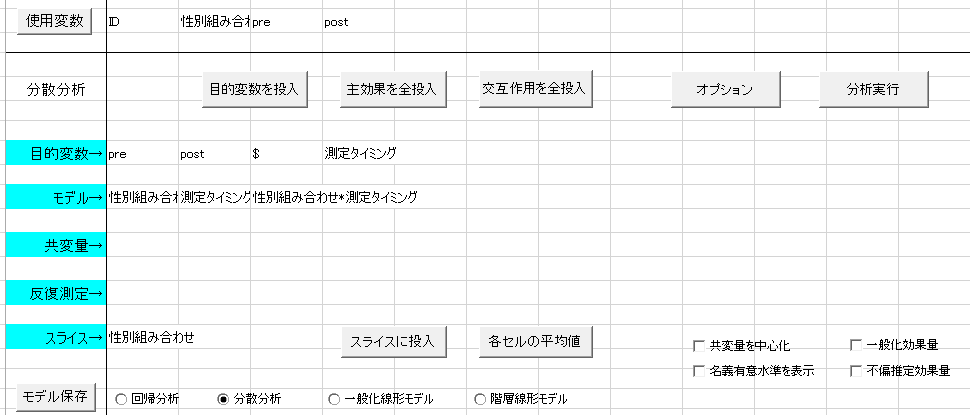 使用変数 ID 性別組み合わ pre post
分散分析 目的変数を投入 主効果を全投入 交互作用を全投入 オプション 分析実行
目的変数→ pre post $ 測定タイミング
モデル→ 性別組み合わ 測定タイミング 性別組み合わせ*測定タイミング
共変量→
反復測定→
スライス→ 性別組み合わせ スライスに投入 各セルの平均値
共変量を中心化 一般化効果量
名義有意水準を表示 不偏推定効果量
モデル保存 回帰分析 分散分析 一般化線形モデル 階層線形モデル